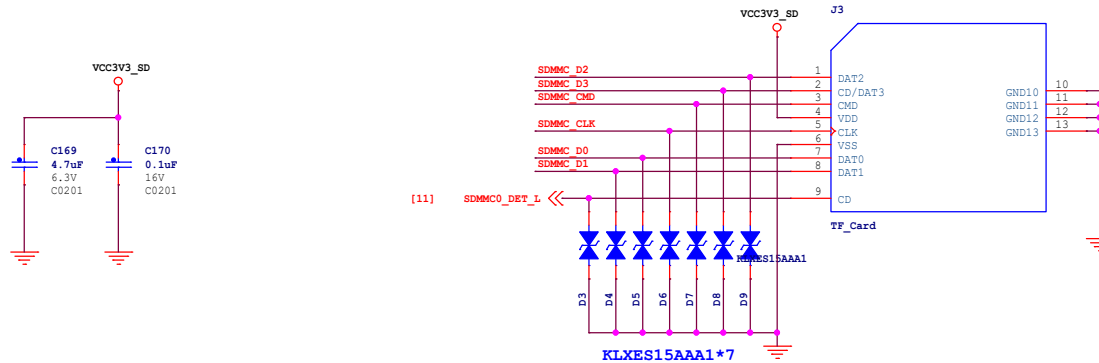 J3
VCC3V3_SD
VCC3V3_SD
SDMMC_D2
1
DAT2
SDMMC_D3
2
CD/DAT3
10
GND10
SDMMC_CMD
3
CMD
11
GND11
4
VDD
12
GND12
SDMMC_CLK
5
CLK
13
GND13
6
VSS
SDMMC_D0
7
DAT0
SDMMC_D1
8
DAT1
C169
4.7uF
6.3V
C0201
C170
0.1uF
16V
C0201
[11]
SDMMC0_DET_L
9
CD
TF_Card
KLXES15AAA1
D3
D4
D5
D6
D7
D8
D9
KLXES15AAA1*7